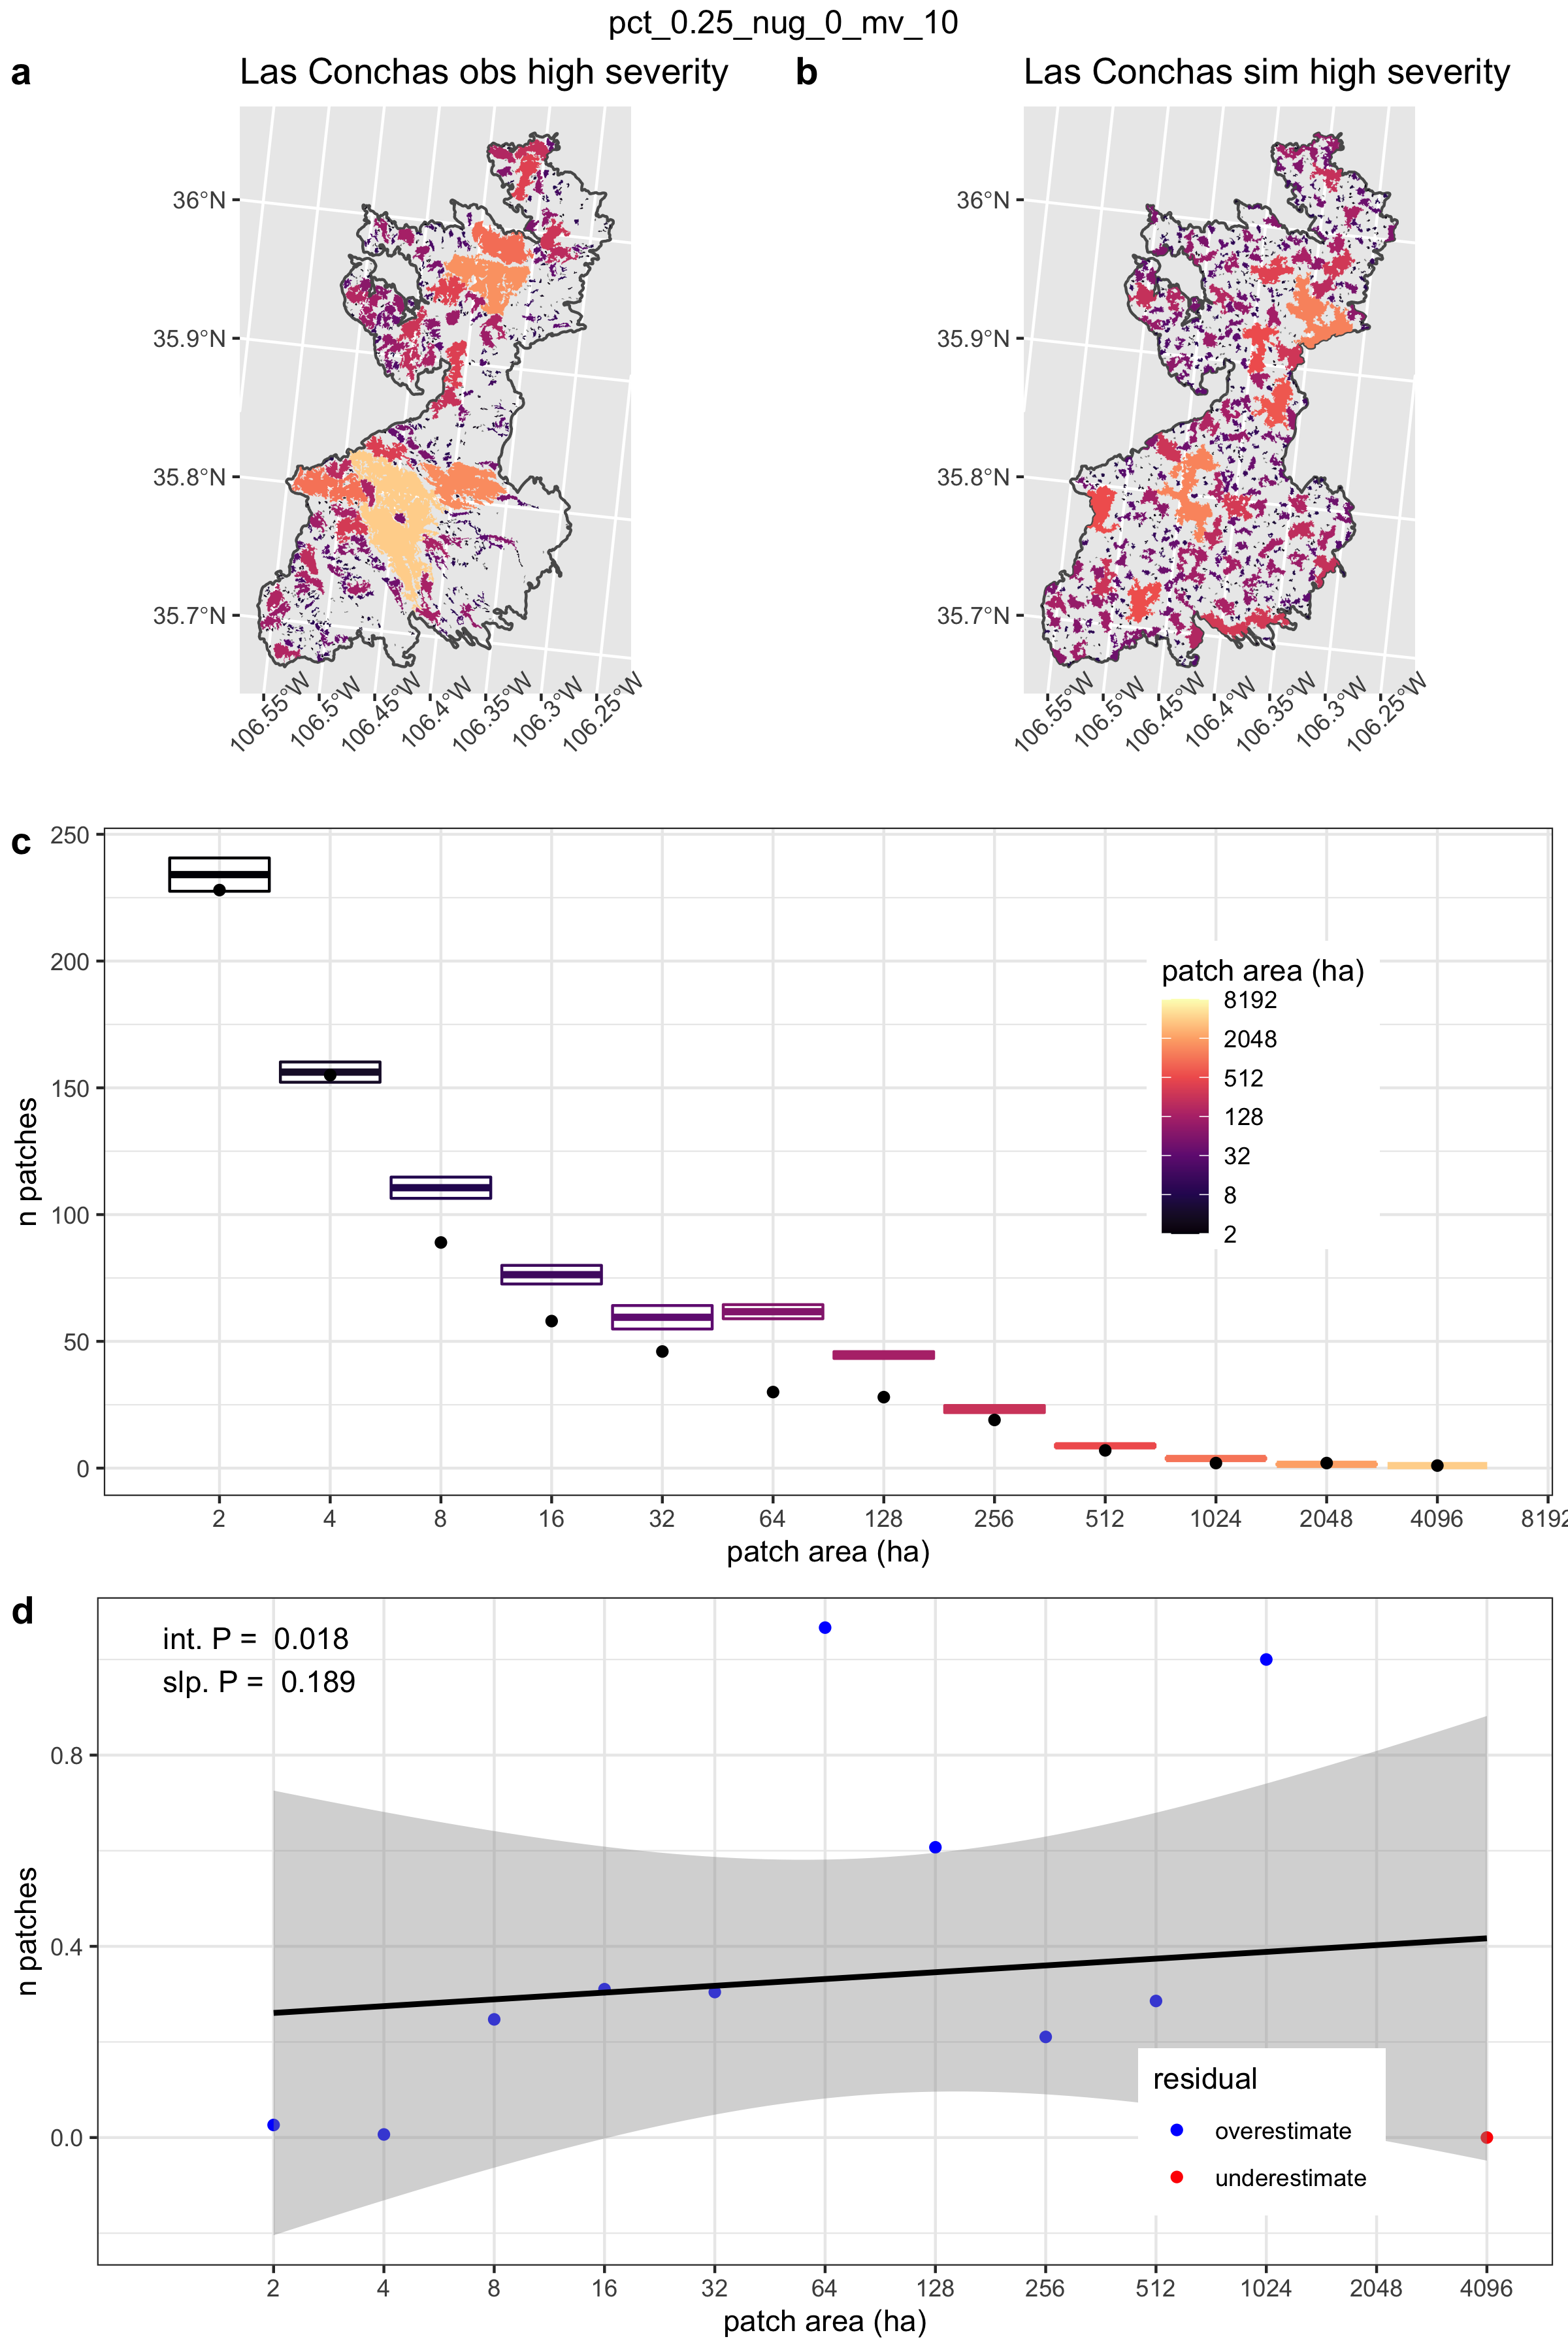 pct_0.25_nug_0_mv_10
a
Las Conchas obs high severity
b
Las Conchas sim high severity
36°N
35.9°N
35.8°N
35.7°N
106.55°W
106.5°W
106.45°W
106.4°W
106.35°W
106.3°W
106.25°W
36°N
35.9°N
35.8°N
35.7°N
106.55°W
106.5°W
106.45°W
106.4°W
106.35°W
106.3°W
106.25°W
c
n patches
250
200
150
100
50
0
patch area (ha)
8192
2048
512
128
32
8
2
2 4 8 16 32 64 128 256 512 1024 2048 4096 8192
patch area (ha)
d
int. P = 0.018
slp. P = 0.189
n patches
0.8
0.4
0.0
residual
overestimate
underestimate
2 4 8 16 32 64 128 256 512 1024 2048 4096
patch area (ha)